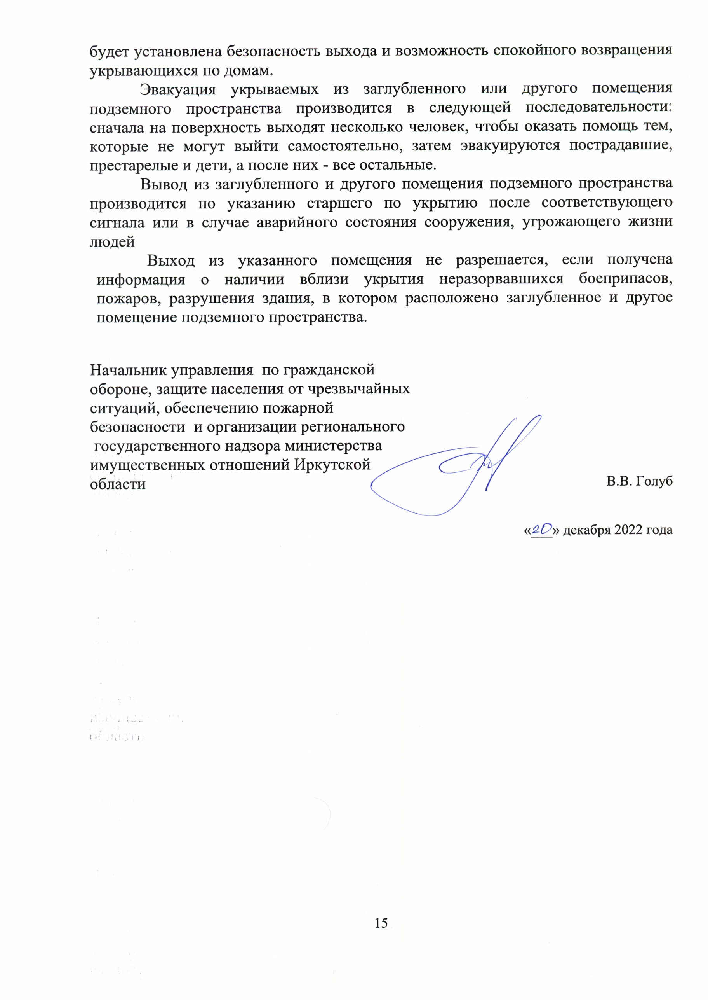 будет установлена безопасность выхода и возможность спокойного возвращения
укрывающихся по домам.
Эвакуация укрываемых из заглубленного или другого помещения
подземного пространства производится в следующей последовательности:
сначала на поверхность выходят несколько человек, чтобы оказать помощь тем,
которые не могут выйти самостоятельно, затем эвакуируются пострадавшие,
престарелые и дети, а после них - все остальные.
Вывод из заглубленного и другого помещения подземного пространства
производится по указанию старшего по укрытию после соответствующего
сигнала или в случае аварийного состояния сооружения, угрожающего жизни
людей
Выход из указанного помещения не разрешается, если получена
информация о наличии вблизи укрытия неразорвавшихся боеприпасов,
пожаров, разрушения здания, в котором расположено заглубленное и другое
помещение подземного пространства.
Начальник управления по гражданской
обороне, защите населения от чрезвычайных
ситуаций, обеспечению пожарной
безопасности и организации регионального
государственного надзора министерства
имущественных отношений Иркутской
области
В.В. Голуб
«20» декабря 2022 года
15